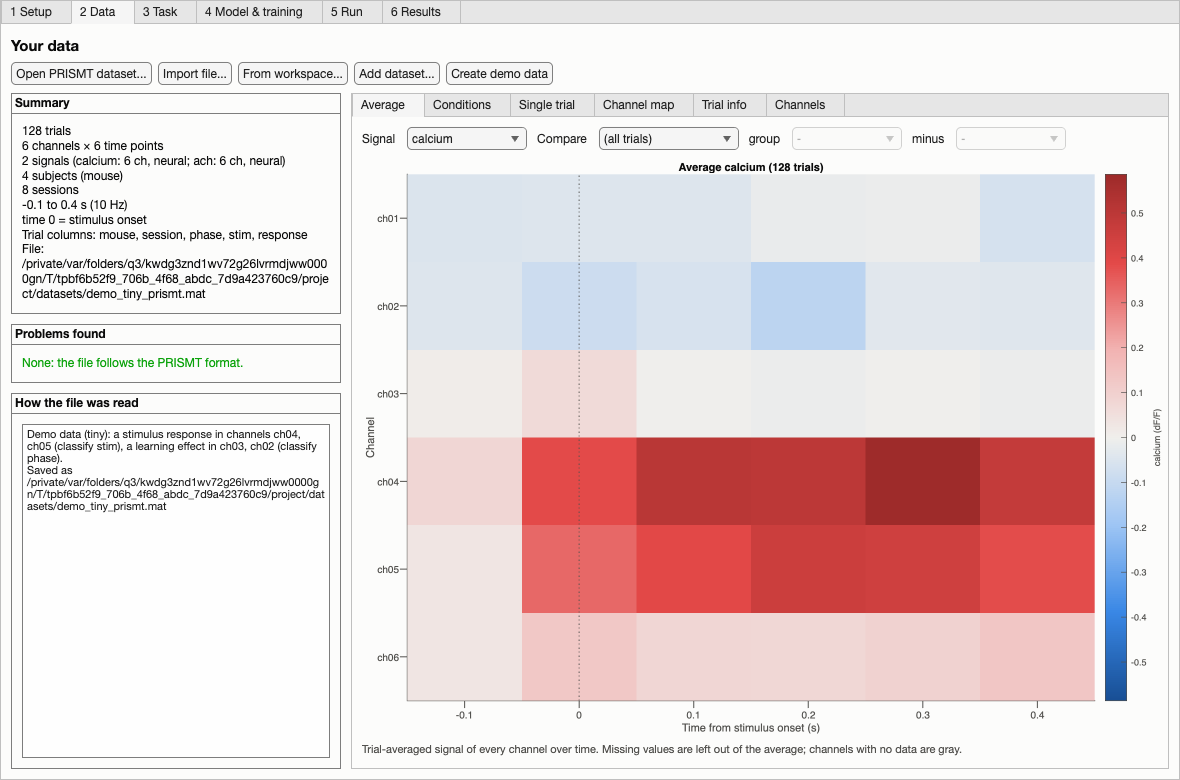 1 Setup
2 Data
3 Task
4 Model & training
5 Run
6 Results
Your data
Open PRISMT dataset...
Import file...
From workspace...
Add dataset...
Create demo data
Summary
128 trials
6 channels × 6 time points
2 signals (calcium: 6 ch, neural; ach: 6 ch, neural)
4 subjects (mouse)
8 sessions
-0.1 to 0.4 s (10 Hz)
time 0 = stimulus onset
Trial columns: mouse, session, phase, stim, response
File:
/private/var/folders/q3/kwdg3znd1wv72g26lvrmdjww000
0gn/T/tpbf6b52f9_706b_4f68_abdc_7d9a423760c9/proje
ct/datasets/demo_tiny_prismt.mat
Problems found
None: the file follows the PRISMT format.
How the file was read
Demo data (tiny): a stimulus response in channels ch04,
ch05 (classify stim), a learning effect in ch03, ch02 (classify
phase).
Saved as
/private/var/folders/q3/kwdg3znd1wv72g26lvrmdjww0000g
n/T/tpbf6b52f9_706b_4f68_abdc_7d9a423760c9/project/dat
asets/demo_tiny_prismt.mat
Average
Conditions
Single trial
Channel map
Trial info
Channels
Signal
calcium
Compare
(all trials)
group
-
minus
-
Average calcium (128 trials)
Channel
ch01
ch02
ch03
ch04
ch05
ch06
-0.1
0
0.1
0.2
0.3
0.4
Time from stimulus onset (s)
0.5
0.4
0.3
0.2
0.1
0
-0.1
-0.2
-0.3
-0.4
-0.5
calcium (dF/F)
Trial-averaged signal of every channel over time. Missing values are left out of the average; channels with no data are gray.